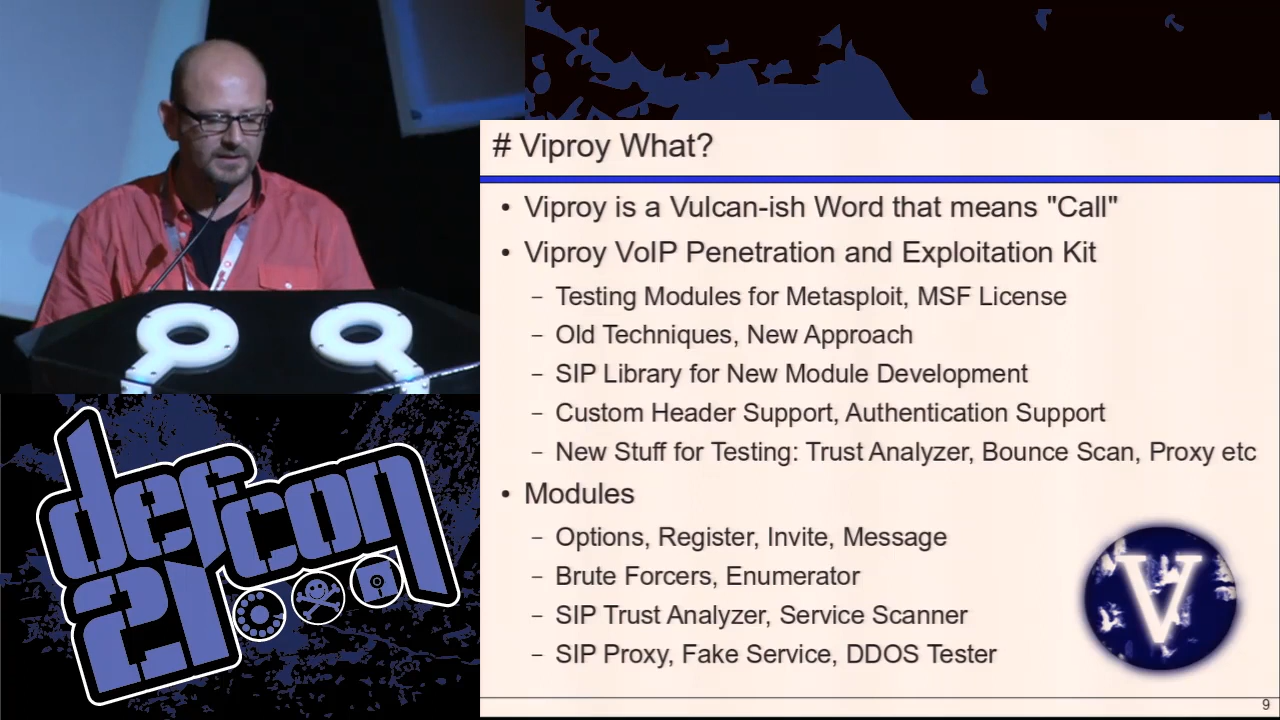 # Viproy What?
• Viproy is a Vulcan-ish Word that means "Call"
• Viproy VoIP Penetration and Exploitation Kit
– Testing Modules for Metasploit, MSF License
– Old Techniques, New Approach
– SIP Library for New Module Development
– Custom Header Support, Authentication Support
– New Stuff for Testing: Trust Analyzer, Bounce Scan, Proxy etc
• Modules
– Options, Register, Invite, Message
– Brute Forcers, Enumerator
– SIP Trust Analyzer, Service Scanner
– SIP Proxy, Fake Service, DDOS Tester
V
9
defcon
21